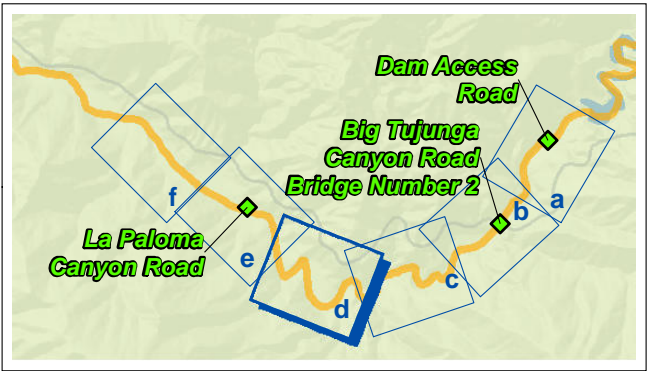 Dam Access
Road
Big Tujunga
Canyon Road
Bridge Number 2
a
b
f
La Paloma
Canyon Road
e
c
d